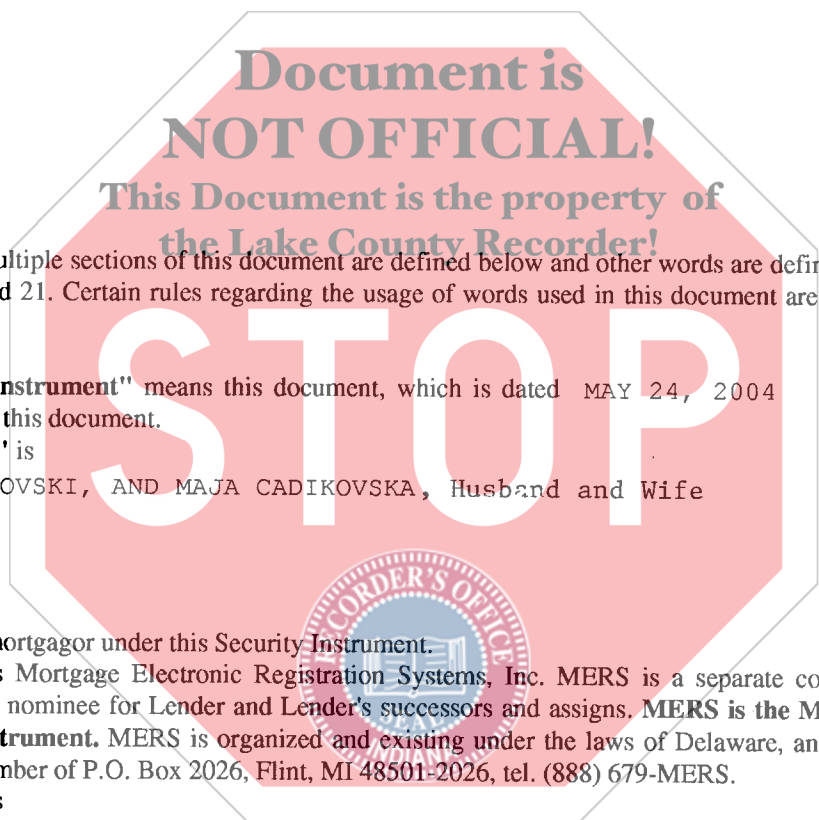 Document is
NOT OFFICIAL!
This Document is the property of
the Lake County Recorder!
ultiple sections of this document are defined below and other words are defin
d 21. Certain rules regarding the usage of words used in this document are
STOP
nstrument" means this document, which is dated MAY 24, 2004
this document.
" is
OVSKI, AND MAJA CADIKOVSKA, Husband and Wife
RECORDER'S OFFICE
SEAL
INDIANA
ortgagor under this Security Instrument.
s Mortgage Electronic Registration Systems, Inc. MERS is a separate co
nominee for Lender and Lender's successors and assigns. MERS is the M
trument. MERS is organized and existing under the laws of Delaware, an
mber of P.O. Box 2026, Flint, MI 48501-2026, tel. (888) 679-MERS.
s